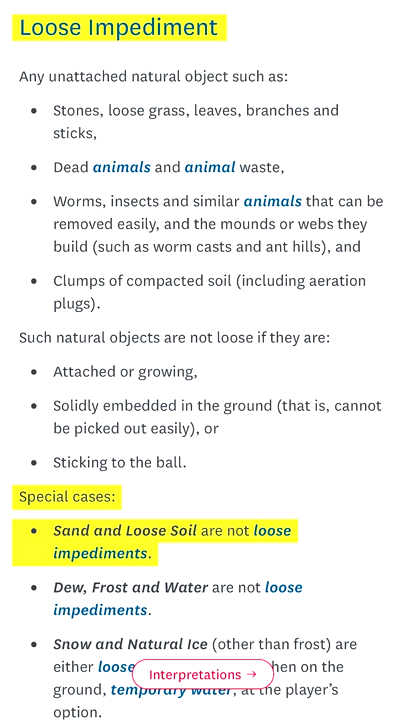 Loose Impediment
Any unattached natural object such as:
• Stones, loose grass, leaves, branches and
sticks,
• Dead animals and animal waste,
• Worms, insects and similar animals that can be
removed easily, and the mounds or webs they
build (such as worm casts and ant hills), and
• Clumps of compacted soil (including aeration
plugs).
Such natural objects are not loose if they are:
• Attached or growing,
• Solidly embedded in the ground (that is, cannot
be picked out easily), or
• Sticking to the ball.
Special cases:
• Sand and Loose Soil are not loose
impediments.
• Dew, Frost and Water are not loose
impediments.
• Snow and Natural Ice (other than frost) are
either loose hen on the
Interpretations →
ground, temporary water, at the player's
option.